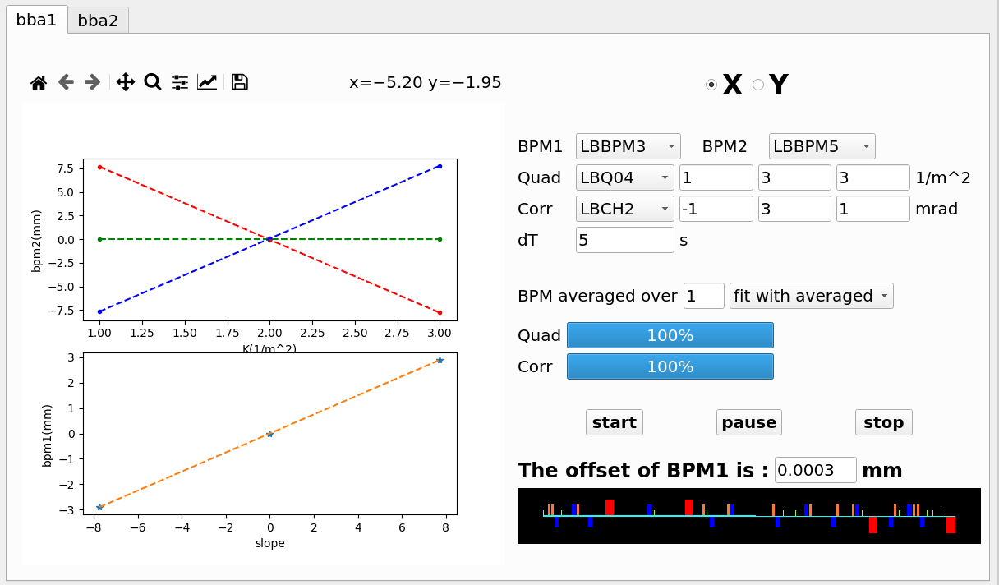 bba1 bba2
x=−5.20 y=−1.95
X Y
BPM1 LBBPM3 BPM2 LBBPM5
Quad LBQ04 1 3 3 1/m^2
Corr LBCH2 -1 3 1 mrad
dT 5 s
BPM averaged over 1 fit with averaged
Quad 100%
Corr 100%
start pause stop
The offset of BPM1 is : 0.0003 mm
7.5
5.0
2.5
0.0
−2.5
−5.0
−7.5
bpm2(mm)
1.00 1.25 1.50 1.75 2.00 2.25 2.50 2.75 3.00
K(1/m^2)
3
2
1
0
−1
−2
−3
bpm1(mm)
−8 −6 −4 −2 0 2 4 6 8
slope